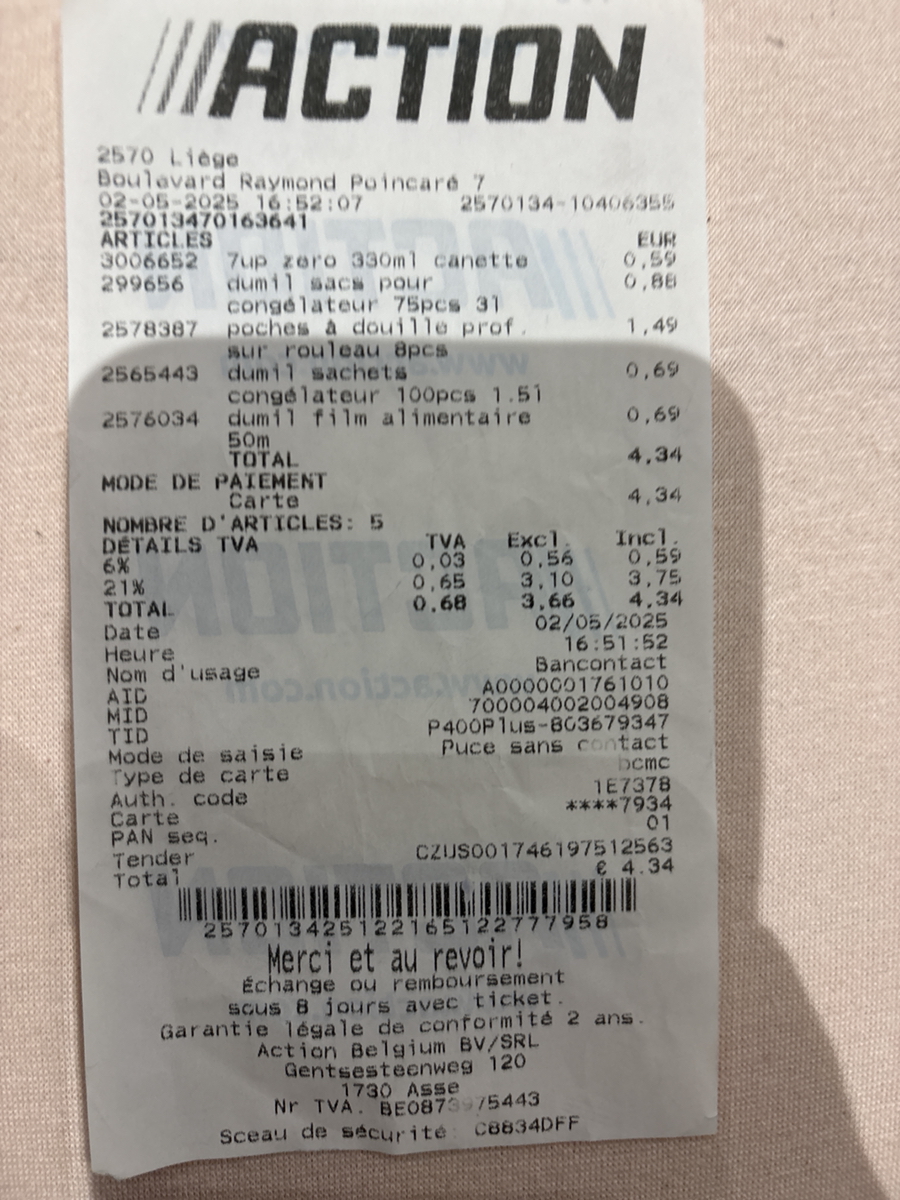 ACTION
2570 Liège
Boulevard Raymond Poincaré 7
02-05-2025 16:52:07 2570134-10406355
257013470163641
ARTICLES EUR
3006652 7up zero 330ml canette 0,59
299656 dumil sacs pour 0,88
congélateur 75pcs 3l
2578387 poches à douille prof. 1,49
sur rouleau 8pcs
2565443 dumil sachets 0,69
congélateur 100pcs 1.5l
2576034 dumil film alimentaire 0,69
50m
TOTAL 4,34
MODE DE PAIEMENT
Carte 4,34
NOMBRE D'ARTICLES: 5
DÉTAILS TVA TVA Excl. Incl.
6% 0,03 0,56 0,59
21% 0,65 3,10 3,75
TOTAL 0,68 3,66 4,34
Date 02/05/2025
Heure 16:51:52
Nom d'usage Bancontact
AID A0000001761010
MID 700004002004908
TID P400Plus-803679347
Mode de saisie Puce sans contact
Type de carte bcmc
Auth. code 1E7378
Carte ****7934
PAN seq. 01
Tender CZUS001746197512563
Total € 4.34
257013425122165122777958
Merci et au revoir!
Échange ou remboursement
sous 8 jours avec ticket.
Garantie légale de conformité 2 ans.
Action Belgium BV/SRL
Gentsesteenweg 120
1730 Asse
Nr TVA.
Sceau de sécurité C8834DFF